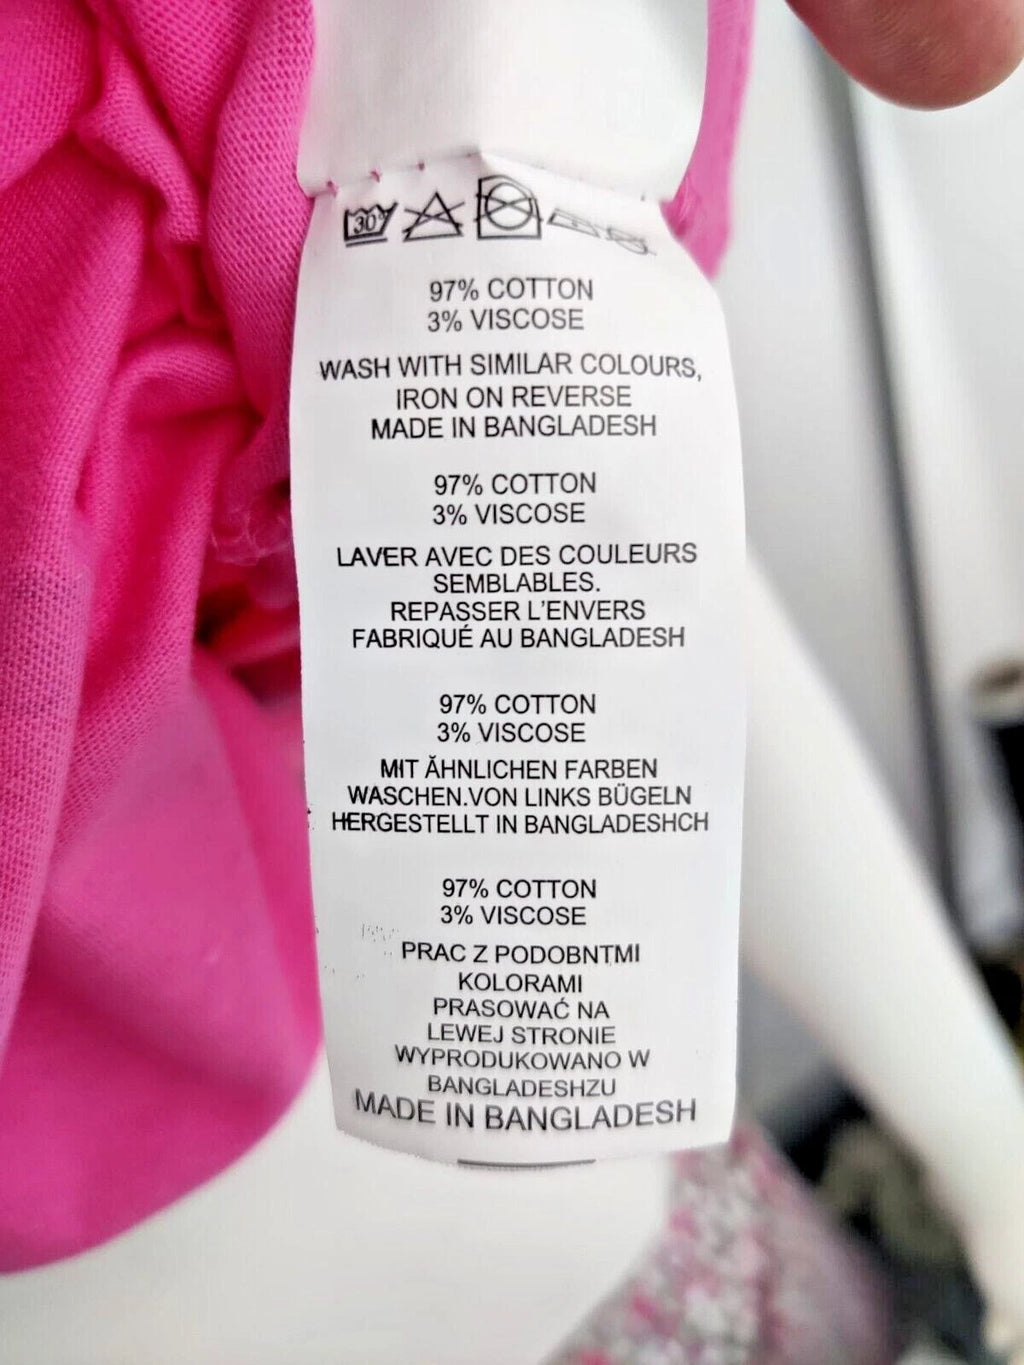 30°
97% COTTON
3% VISCOSE
WASH WITH SIMILAR COLOURS,
IRON ON REVERSE
MADE IN BANGLADESH
97% COTTON
3% VISCOSE
LAVER AVEC DES COULEURS
SEMBLABLES.
REPASSER L'ENVERS
FABRIQUÉ AU BANGLADESH
97% COTTON
3% VISCOSE
MIT ÄHNLICHEN FARBEN
WASCHEN.VON LINKS BÜGELN
HERGESTELLT IN BANGLADESHCH
97% COTTON
3% VISCOSE
PRAC Z PODOBNTMI
KOLORAMI
PRASOWAĆ NA
LEWEJ STRONIE
WYPRODUKOWANO W
BANGLADESHZU
MADE IN BANGLADESH